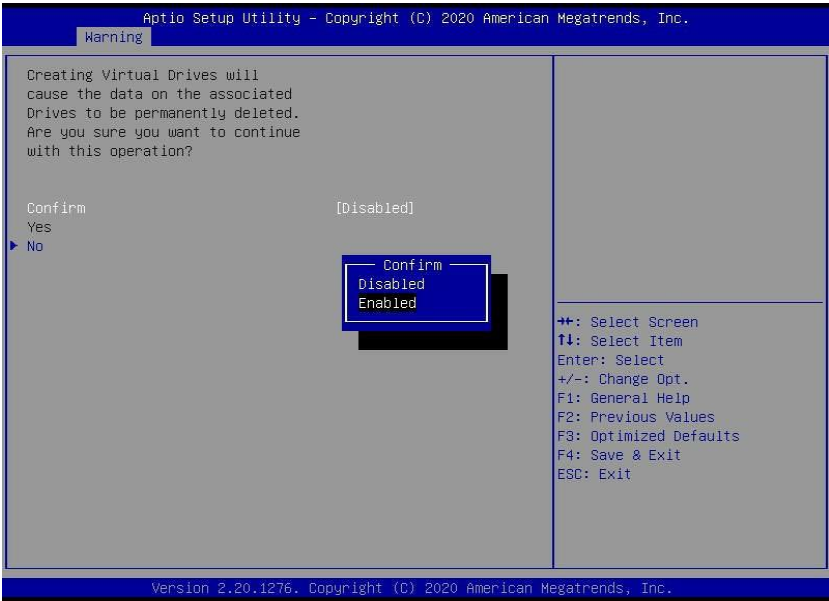 Aptio Setup Utility – Copyright (C) 2020 American Megatrends, Inc.
Warning
Creating Virtual Drives will
cause the data on the associated
Drives to be permanently deleted.
Are you sure you want to continue
with this operation?
Confirm [Disabled]
Yes
No
Confirm
Disabled
Enabled
→←: Select Screen
↑↓: Select Item
Enter: Select
+/-: Change Opt.
F1: General Help
F2: Previous Values
F3: Optimized Defaults
F4: Save & Exit
ESC: Exit
Version 2.20.1276. Copyright (C) 2020 American Megatrends, Inc.